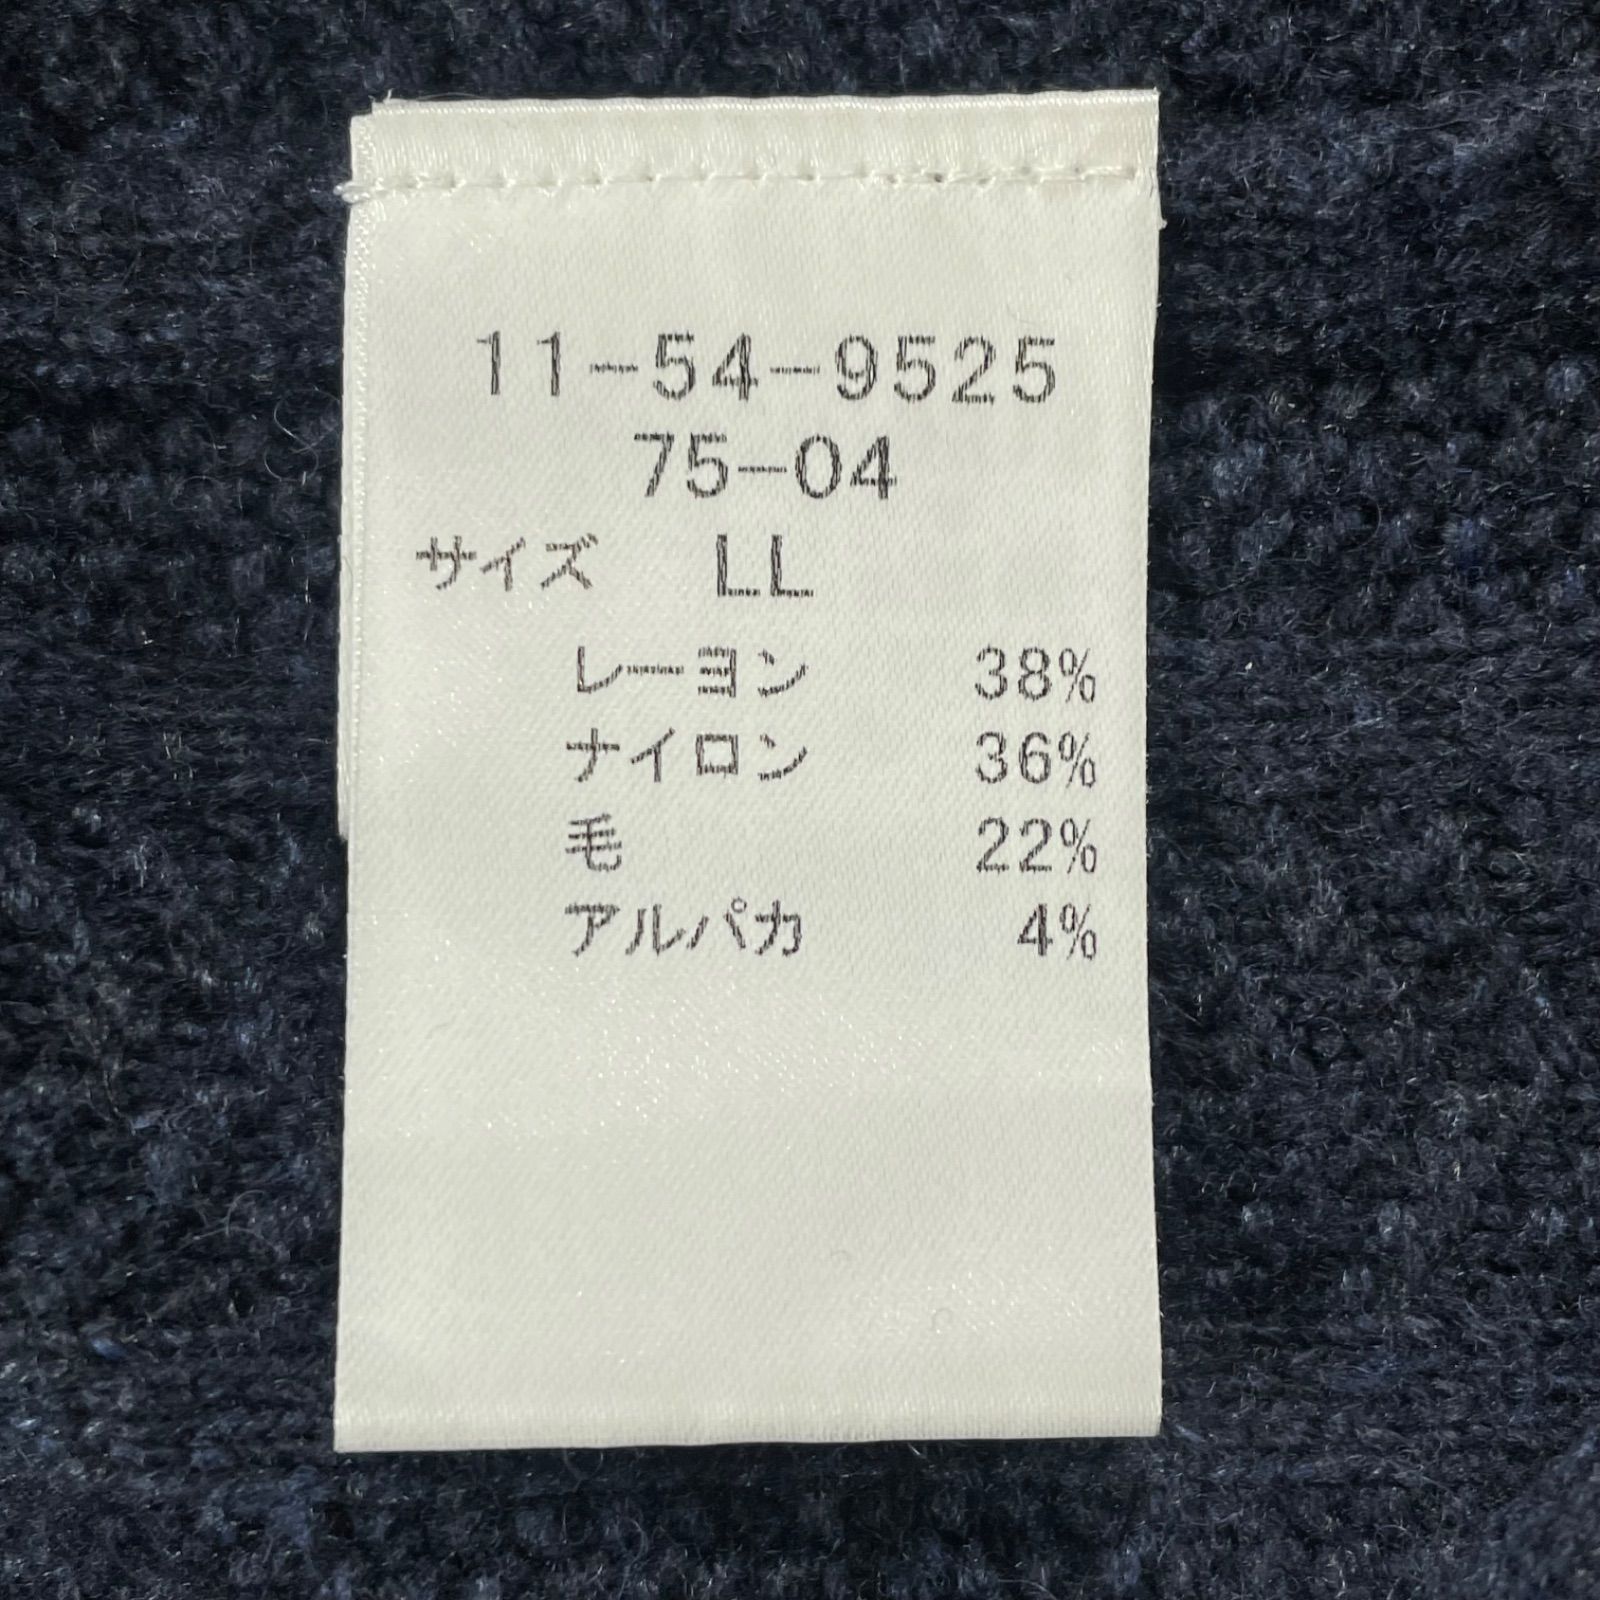 11-54-9525
75-04
サイズ LL
レーヨン 38%
ナイロン 36%
毛 22%
アルパカ 4%